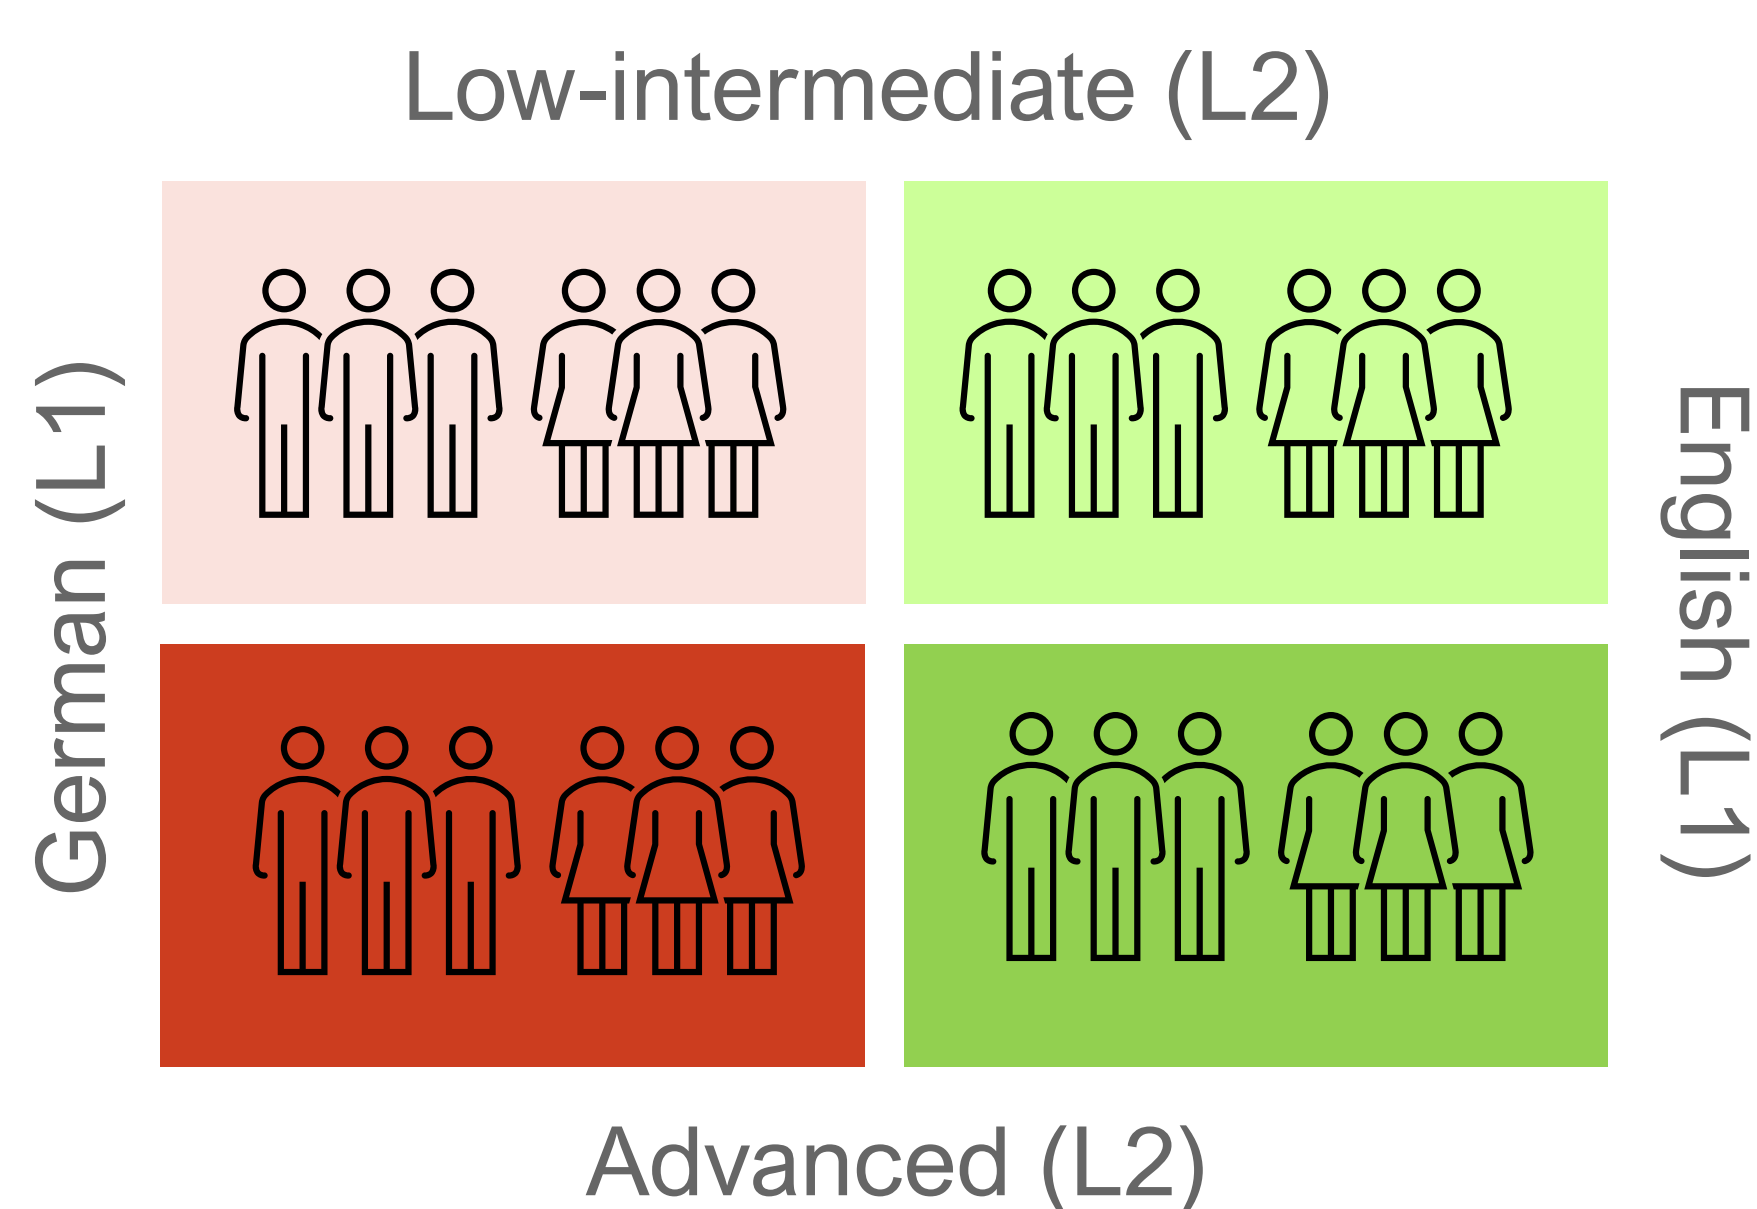 Low-intermediate (L2)
German (L1)
English (L1)
Advanced (L2)